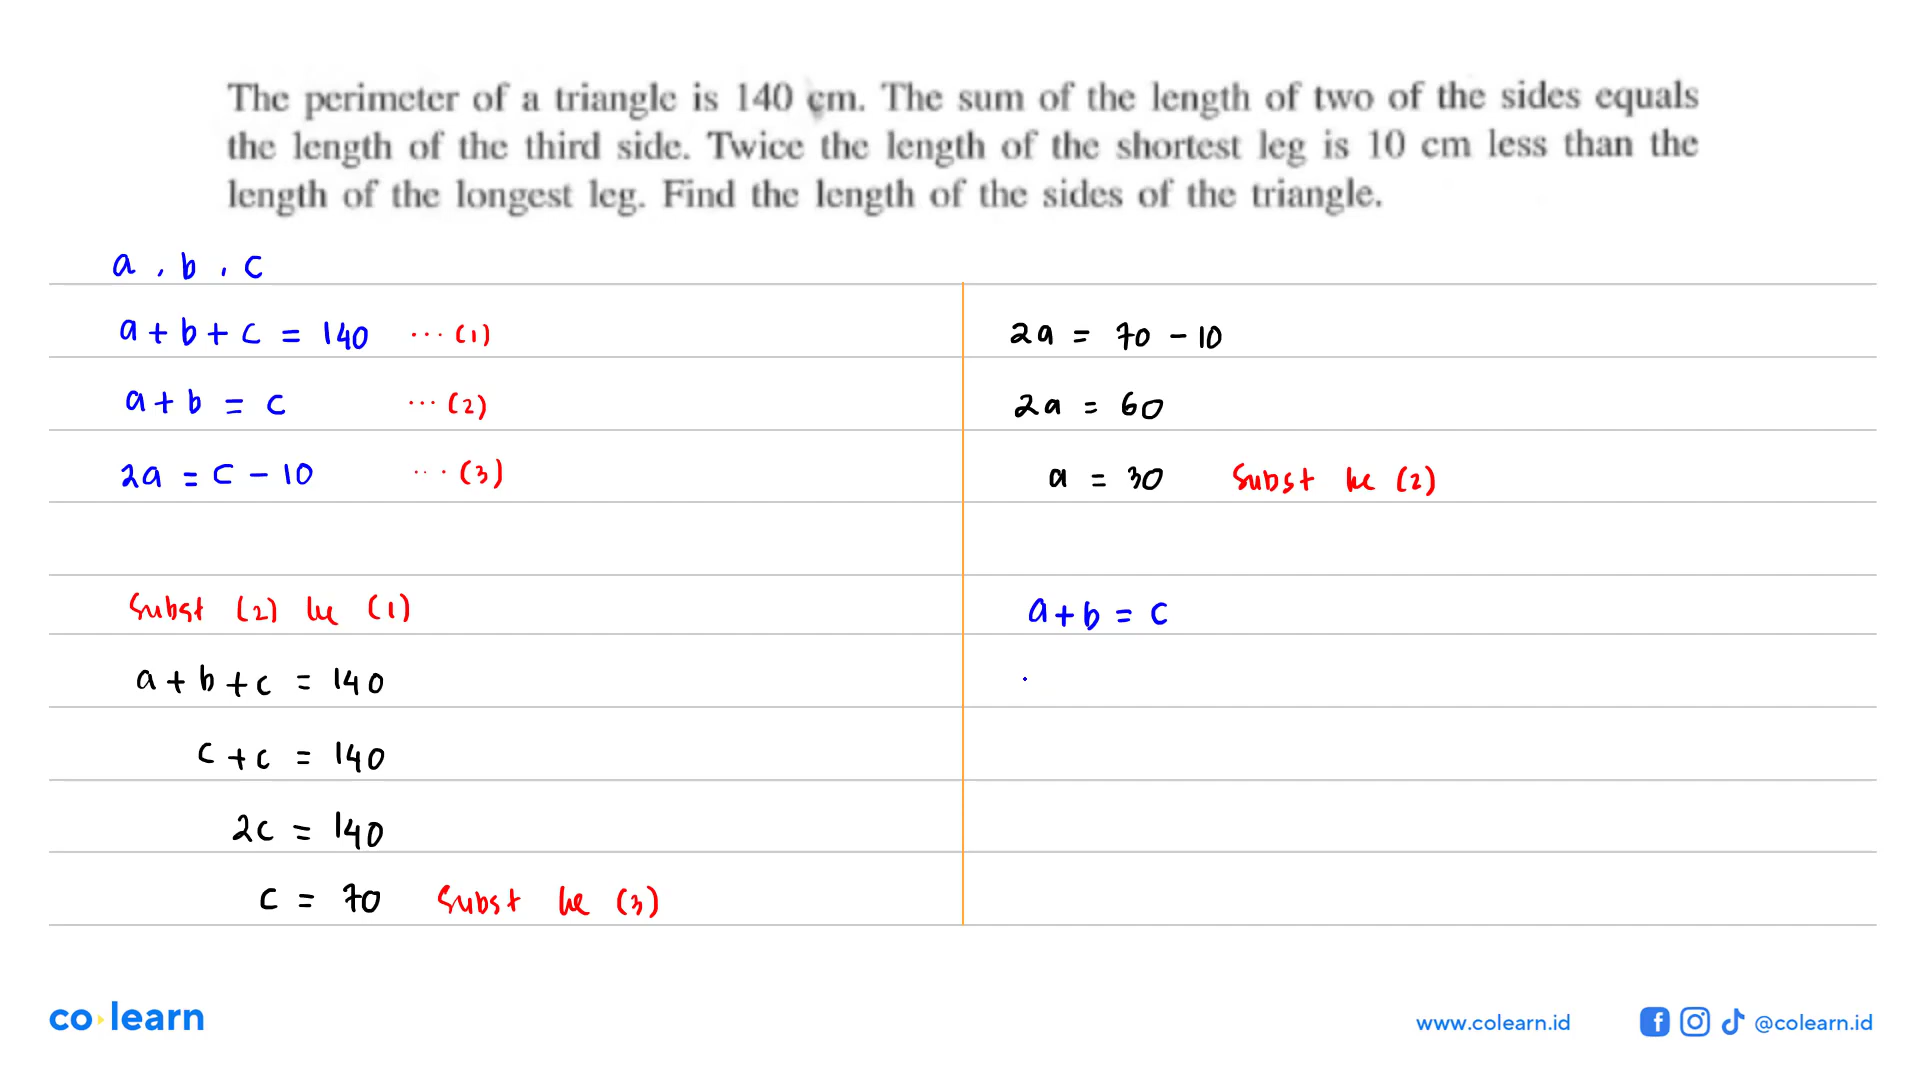 The perimeter of a triangle is 140 cm. The sum of the length of two of the sides equals
the length of the third side. Twice the length of the shortest leg is 10 cm less than the
length of the longest leg. Find the length of the sides of the triangle.
a , b , c
a + b + c = 140 ... (1)
a + b = c ... (2)
2a = c - 10 ... (3)
Subst (2) ke (1)
a + b + c = 140
c + c = 140
2c = 140
c = 70 Subst ke (3)
2a = 70 - 10
2a = 60
a = 30 Subst ke (2)
a + b = c
co learn
www.colearn.id
@colearn.id